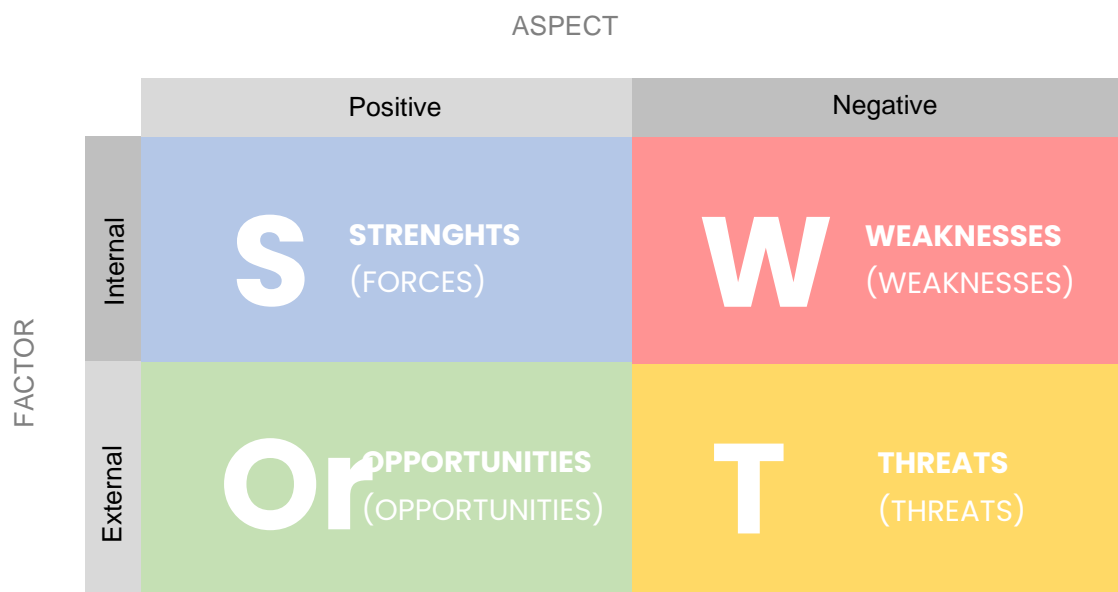 ASPECT
Positive
Negative
Internal
S
STRENGHTS
(FORCES)
W
WEAKNESSES
(WEAKNESSES)
FACTOR
External
Or
OPPORTUNITIES
(OPPORTUNITIES)
T
THREATS
(THREATS)